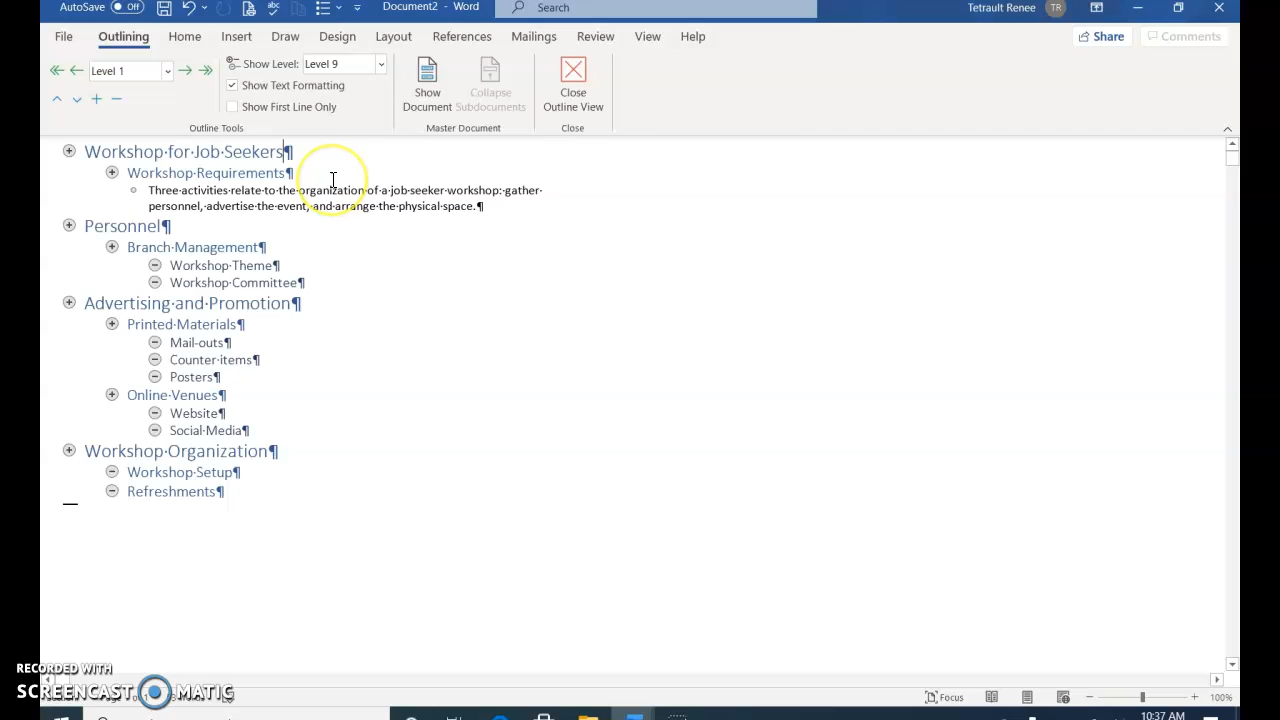 AutoSave Off Document2 - Word Search Tetrault Renee TR
File Outlining Home Insert Draw Design Layout References Mailings Review View Help Share Comments
Level 1
Show Level: Level 9
Show Text Formatting
Show First Line Only
Outline Tools
Show
Document
Collapse
Subdocuments
Master Document
Close
Outline View
Close
Workshop·for·Job·Seekers¶
Workshop·Requirements¶
Three·activities·relate·to·the·organization·of·a·job·seeker·workshop:·gather·
personnel,·advertise·the·event,·and·arrange·the·physical·space.¶
Personnel¶
Branch·Management¶
Workshop·Theme¶
Workshop·Committee¶
Advertising·and·Promotion¶
Printed·Materials¶
Mail-outs¶
Counter·items¶
Posters¶
Online·Venues¶
Website¶
Social·Media¶
Workshop·Organization¶
Workshop·Setup¶
Refreshments¶
RECORDED WITH
SCREENCAST MATIC
Focus 100%
10:37 AM